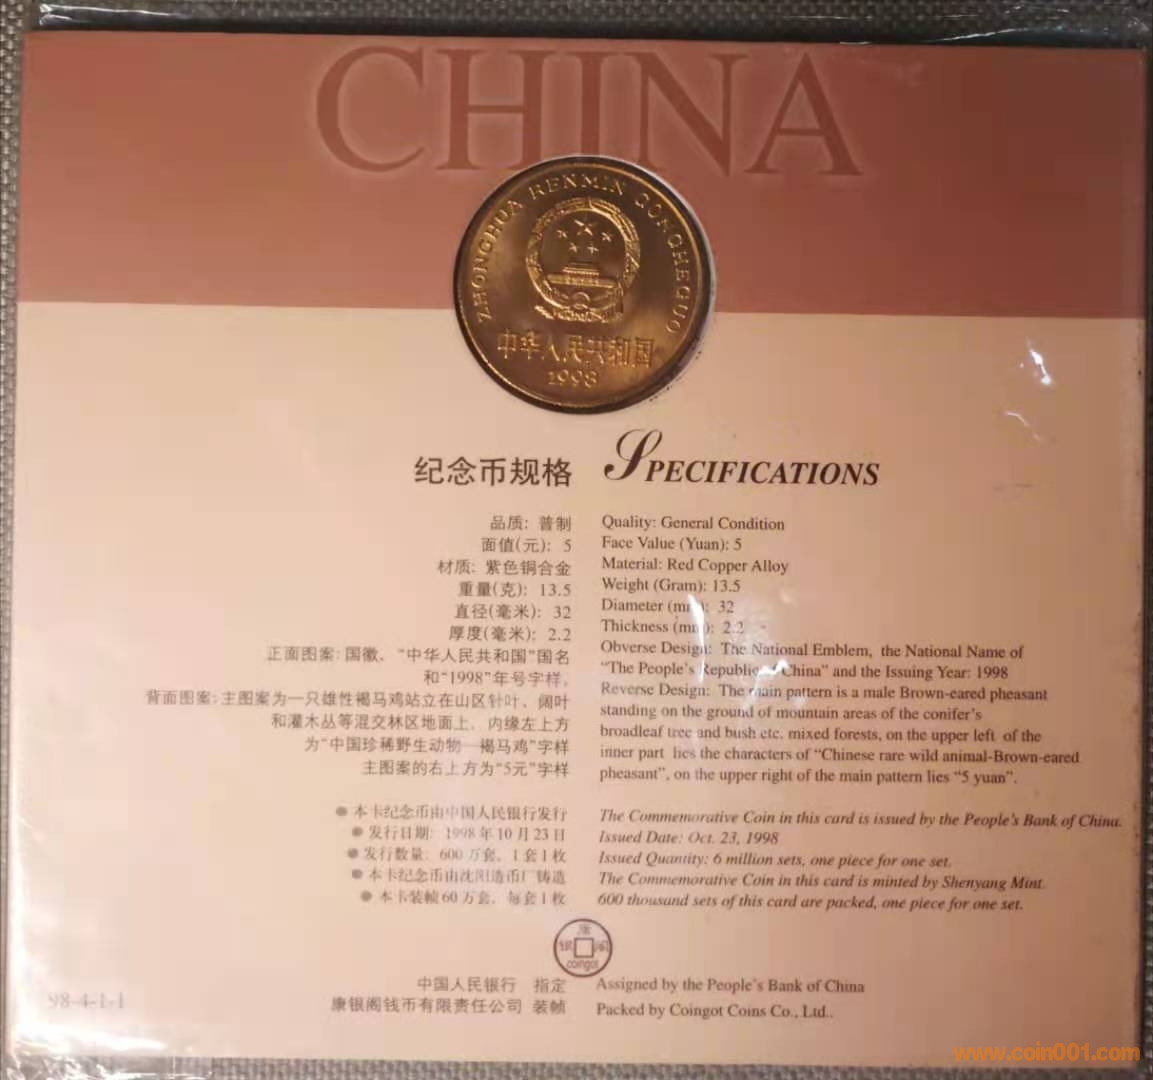 CHINA
ZHONGHUA RENMIN GONGHEGUO
中华人民共和国
1998
纪念币规格
品质：普制
面值(元)：5
材质：紫色铜合金
重量(克)：13.5
直径(毫米)：32
厚度(毫米)：2.2
正面图案：国徽、“中华人民共和国”国名
和“1998”年号字样。
背面图案：主图案为一只雄性褐马鸡站立在山区针叶、阔叶
和灌木丛等混交林区地面上，内缘左上方
为“中国珍稀野生动物—褐马鸡”字样
主图案的右上方为“5元”字样
●本卡纪念币由中国人民银行发行
●发行日期：1998年10月23日
●发行数量：600万套，1套1枚
●本卡纪念币由沈阳造币厂铸造
●本卡装帧60万套，每套1枚
SPECIFICATIONS
Quality: General Condition
Face Value (Yuan): 5
Material: Red Copper Alloy
Weight (Gram): 13.5
Diameter (mm): 32
Thickness (mm): 2.2
Obverse Design: The National Emblem, the National Name of
“The People's Republic of China” and the Issuing Year: 1998
Reverse Design: The main pattern is a male Brown-eared pheasant
standing on the ground of mountain areas of the conifer's
broadleaf tree and bush etc. mixed forests, on the upper left of the
inner part lies the characters of “Chinese rare wild animal-Brown-eared
pheasant”, on the upper right of the main pattern lies “5 yuan”.
The Commemorative Coin in this card is issued by the People's Bank of China.
Issued Date: Oct. 23, 1998
Issued Quantity: 6 million sets, one piece for one set.
The Commemorative Coin in this card is minted by Shenyang Mint.
600 thousand sets of this card are packed, one piece for one set.
康银阁
coingot
中国人民银行 指定
康银阁钱币有限责任公司 装帧
Assigned by the People's Bank of China
Packed by Coingot Coins Co., Ltd..
98-4-1-1
www.coin001.com